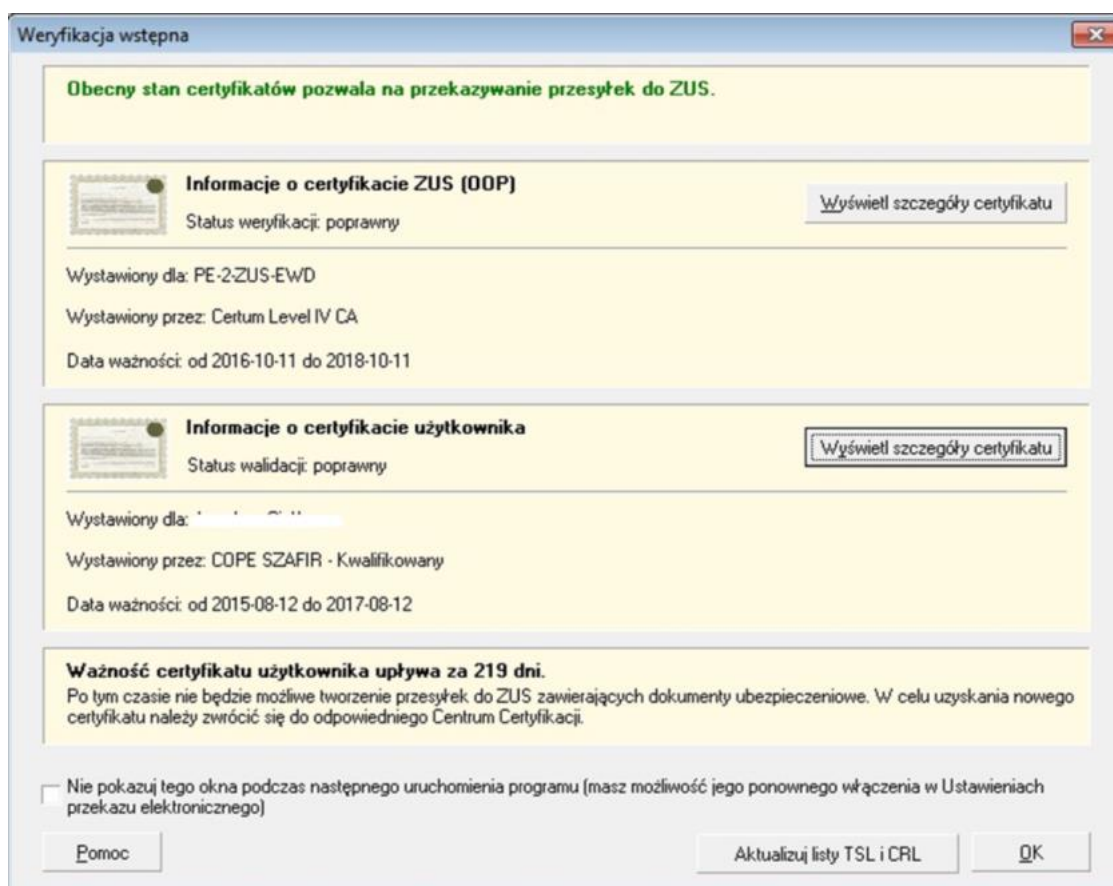 Weryfikacja wstępna
Obecny stan certyfikatów pozwala na przekazywanie przesyłek do ZUS.
Informacje o certyfikacie ZUS (OOP)
Wyświetl szczegóły certyfikatu
Status weryfikacji: poprawny
Wystawiony dla: PE-2-ZUS-EWD
Wystawiony przez: Certum Level IV CA
Data ważności: od 2016-10-11 do 2018-10-11
Informacje o certyfikacie użytkownika
Wyświetl szczegóły certyfikatu
Status walidacji: poprawny
Wystawiony dla:
Wystawiony przez: COPE SZAFIR - Kwalifikowany
Data ważności: od 2015-08-12 do 2017-08-12
Ważność certyfikatu użytkownika upływa za 219 dni.
Po tym czasie nie będzie możliwe tworzenie przesyłek do ZUS zawierających dokumenty ubezpieczeniowe. W celu uzyskania nowego
certyfikatu należy zwrócić się do odpowiedniego Centrum Certyfikacji.
Nie pokazuj tego okna podczas następnego uruchomienia programu (masz możliwość jego ponownego włączenia w Ustawieniach
przekazu elektronicznego)
Pomoc
Aktualizuj listy TSL i CRL
OK